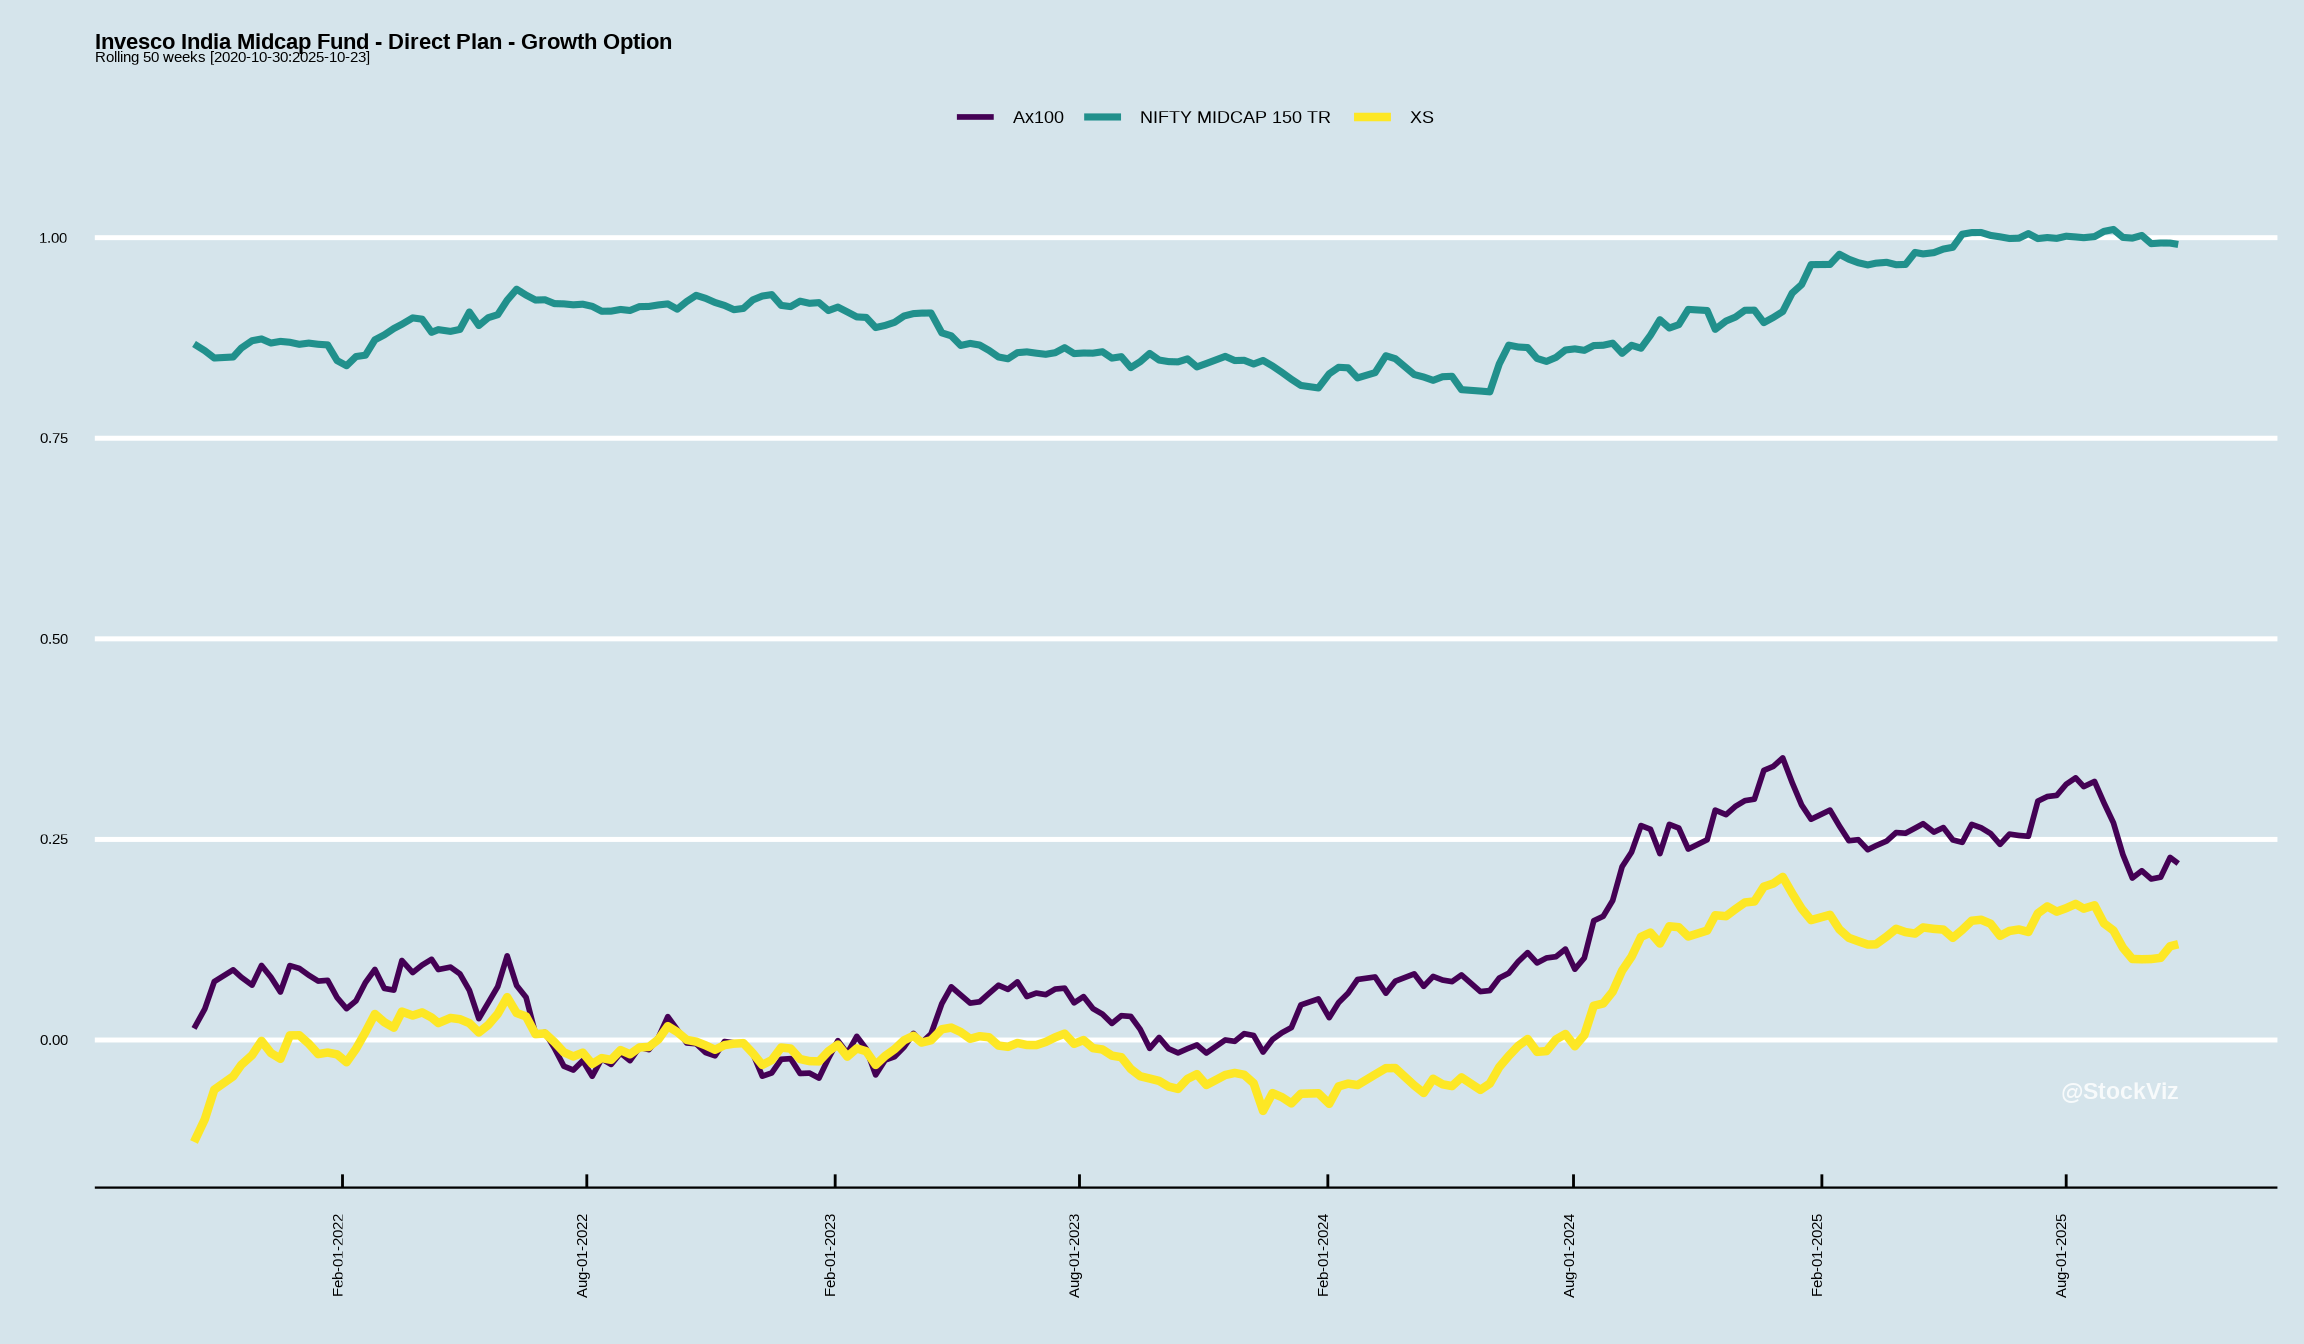 Invesco India Midcap Fund - Direct Plan - Growth Option
Rolling 50 weeks [2020-10-30:2025-10-23]
Ax100 NIFTY MIDCAP 150 TR XS
1.00
0.75
0.50
0.25
0.00
@StockViz
Feb-01-2022
Aug-01-2022
Feb-01-2023
Aug-01-2023
Feb-01-2024
Aug-01-2024
Feb-01-2025
Aug-01-2025